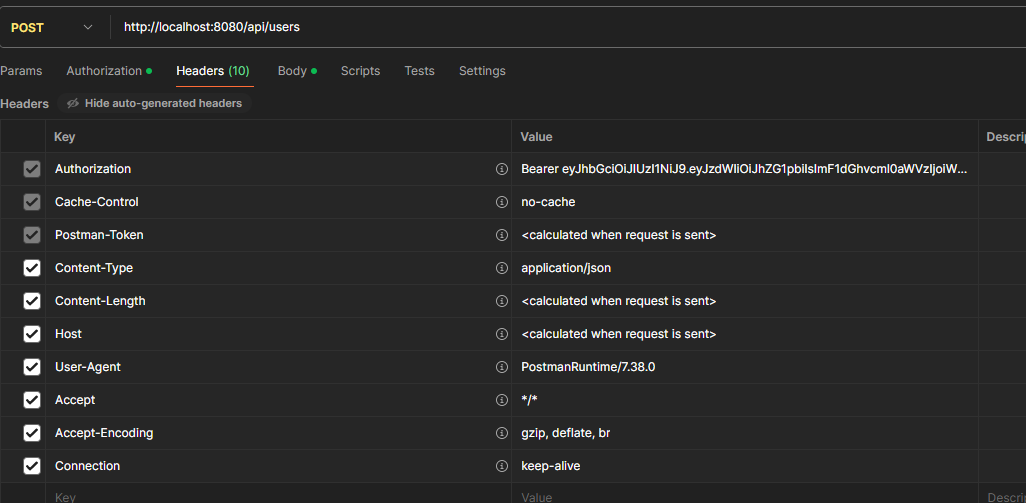 POST http://localhost:8080/api/users
Params Authorization Headers (10) Body Scripts Tests Settings
Headers Hide auto-generated headers
Key Value Descrip
Authorization Bearer eyJhbGciOiJIUzI1NiJ9.eyJzdWIiOiJhZG1pbiIsImF1dGhvcml0aWVzIjoiW...
Cache-Control no-cache
Postman-Token <calculated when request is sent>
Content-Type application/json
Content-Length <calculated when request is sent>
Host <calculated when request is sent>
User-Agent PostmanRuntime/7.38.0
Accept */*
Accept-Encoding gzip, deflate, br
Connection keep-alive
Key Value Descrip